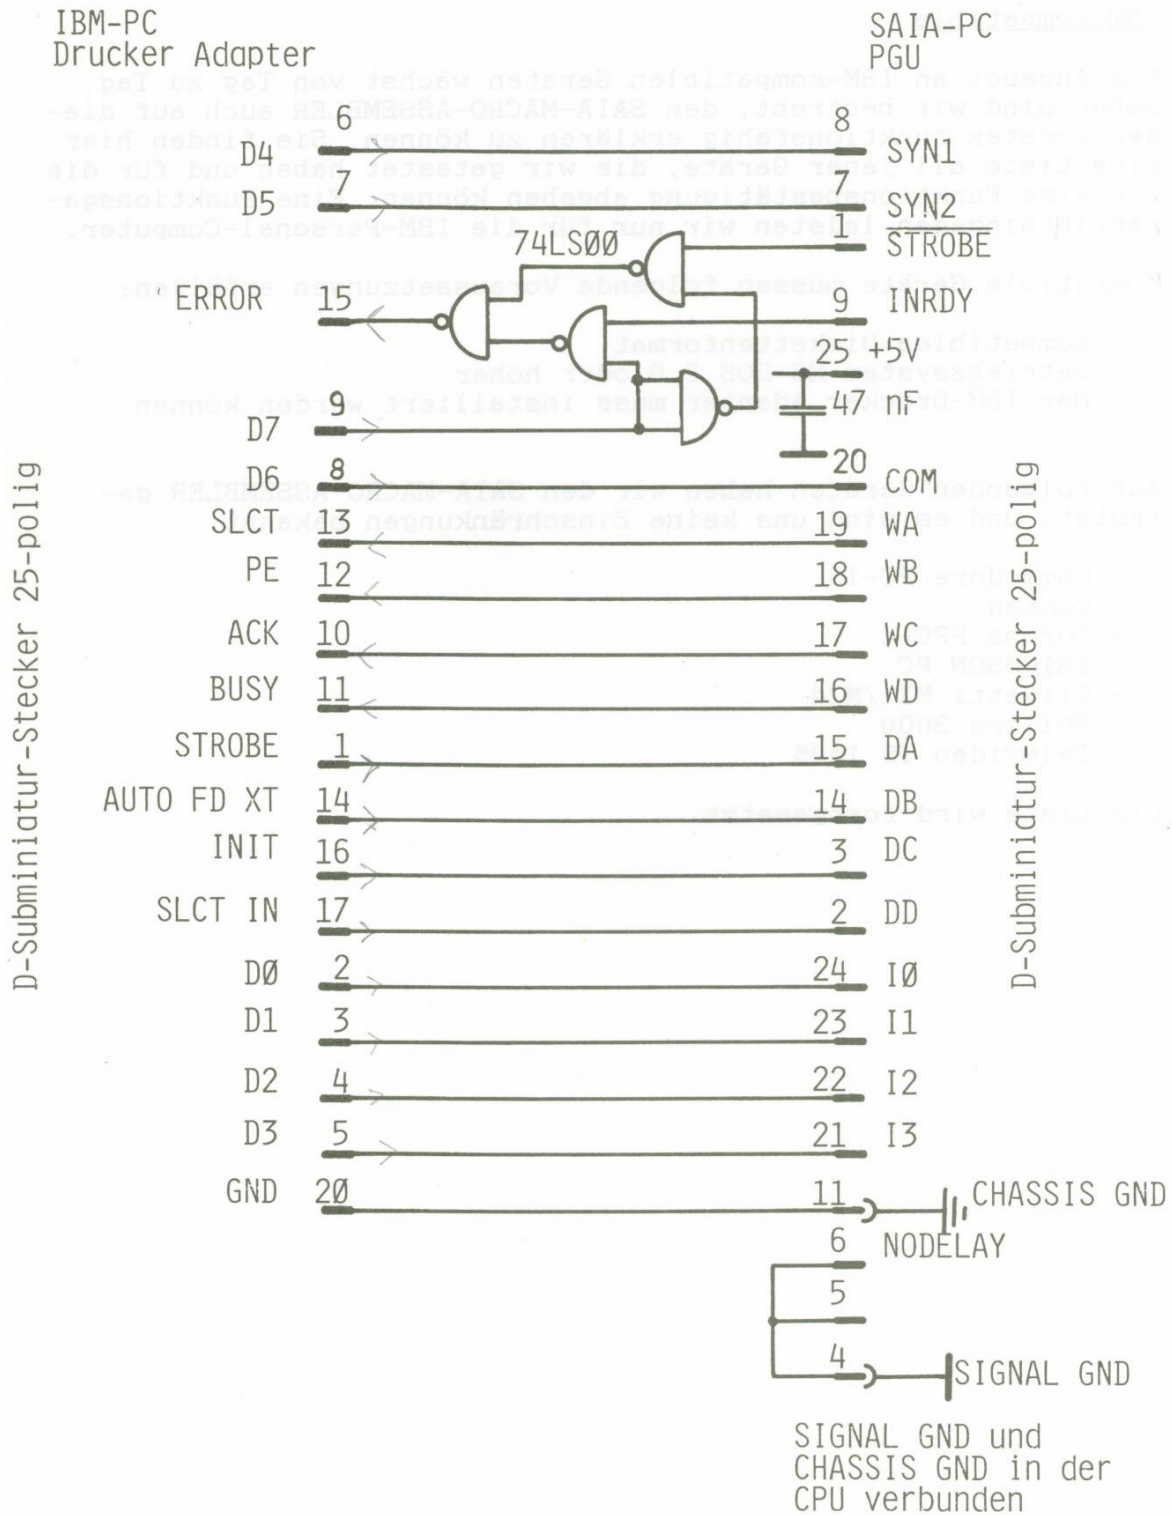 IBM-PC
Drucker Adapter
SAIA-PC
PGU
D4 6 8 SYN1
D5 7 7 SYN2
74LSØØ 1 STROBE
ERROR 15 9 INRDY
25 +5V
47 nF
D7 9
D6 8 20 COM
SLCT 13 19 WA
PE 12 18 WB
ACK 10 17 WC
BUSY 11 16 WD
STROBE 1 15 DA
AUTO FD XT 14 14 DB
INIT 16 3 DC
SLCT IN 17 2 DD
DØ 2 24 IØ
D1 3 23 I1
D2 4 22 I2
D3 5 21 I3
GND 2Ø 11 CHASSIS GND
6 NODELAY
5
4 SIGNAL GND
SIGNAL GND und
CHASSIS GND in der
CPU verbunden
D-Subminiatur-Stecker 25-polig
D-Subminiatur-Stecker 25-polig